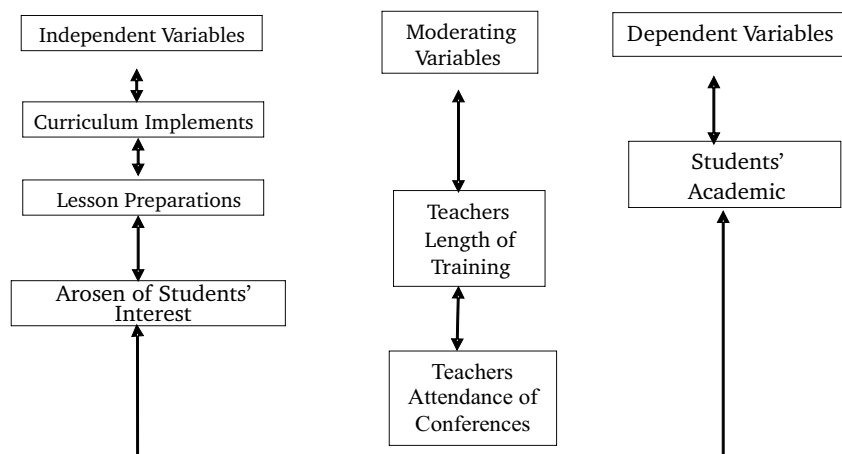 Independent Variables
Curriculum Implements
Lesson Preparations
Arosen of Students'
Interest
Moderating
Variables
Teachers
Length of
Training
Teachers
Attendance of
Conferences
Dependent Variables
Students'
Academic